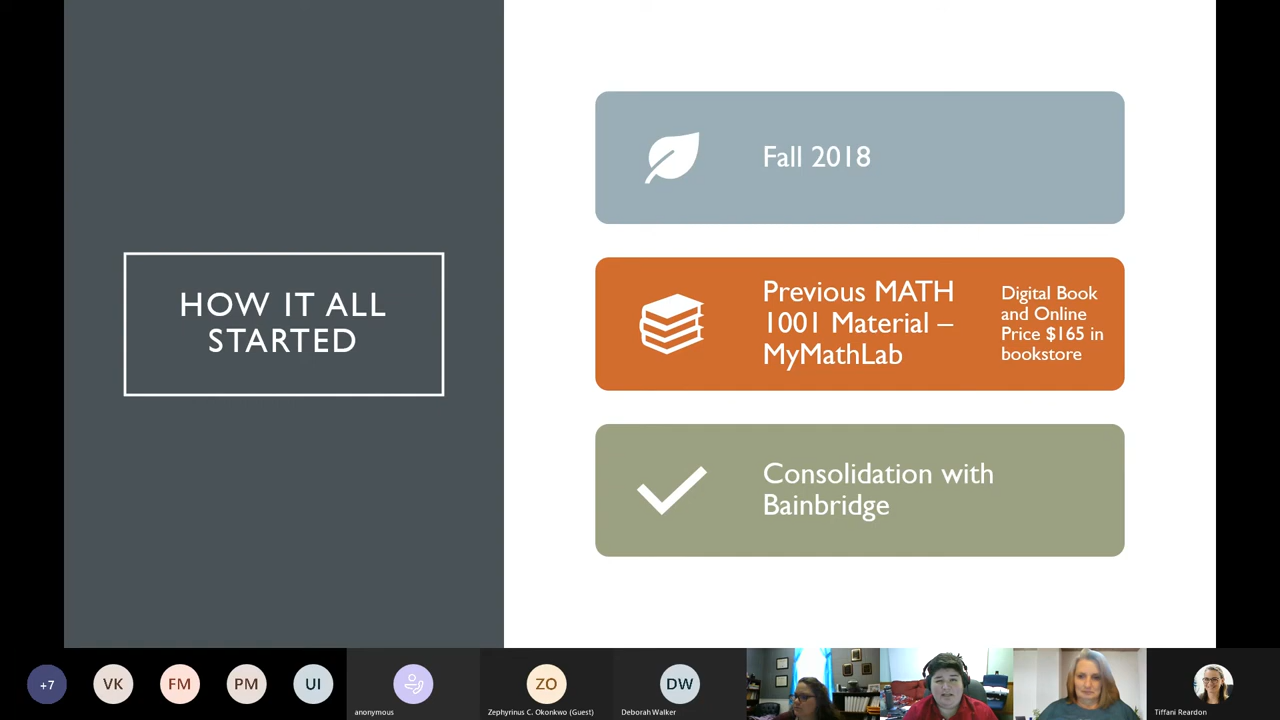 HOW IT ALL
STARTED
Fall 2018
Previous MATH
1001 Material –
MyMathLab
Digital Book
and Online
Price $165 in
bookstore
Consolidation with
Bainbridge
+7
VK
FM
PM
UI
anonymous
ZO
Zephyrinus C. Okonkwo (Guest)
DW
Deborah Walker
Tiffani Reardon